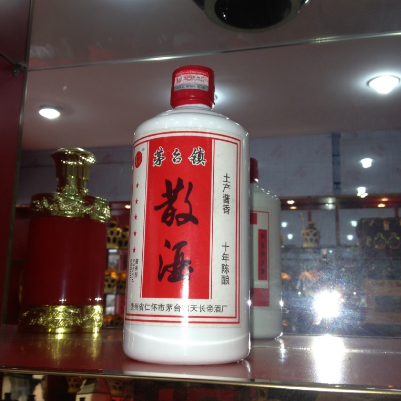 茅台镇
散酒
土产酱香
十年陈酿
贵州省仁怀市茅台镇天长帝酒厂